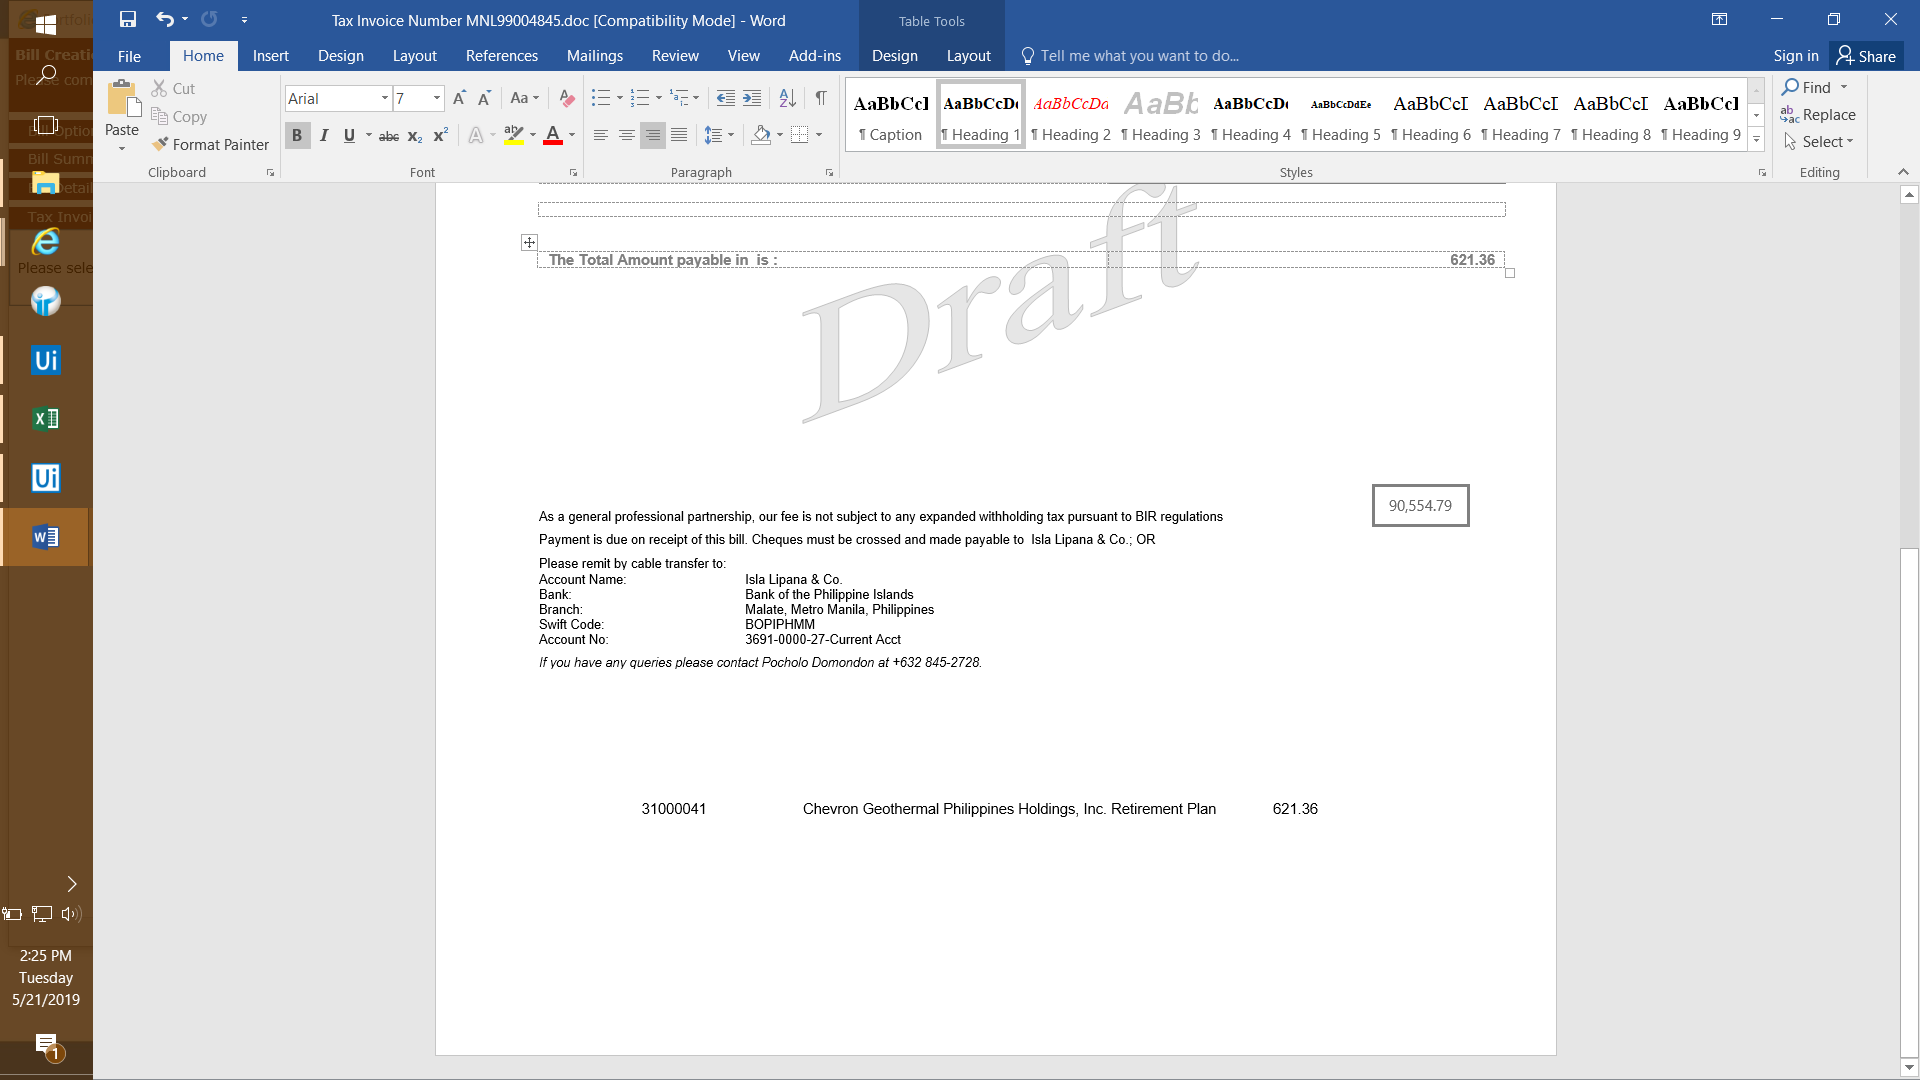 Tax Invoice Number MNL99004845.doc [Compatibility Mode] - Word
Table Tools
File Home Insert Design Layout References Mailings Review View Add-ins Design Layout Tell me what you want to do... Sign in Share
Paste
Cut
Copy
Format Painter
Clipboard
Arial 7
Aa
B I U abc X2 X2 A A
Font
Paragraph
AaBbCcI AaBbCcDc AaBbCcDa AaBb AaBbCcDc AaBbCcDdEe AaBbCcI AaBbCcI AaBbCcI AaBbCcI
¶ Caption ¶ Heading 1 ¶ Heading 2 ¶ Heading 3 ¶ Heading 4 ¶ Heading 5 ¶ Heading 6 ¶ Heading 7 ¶ Heading 8 ¶ Heading 9
Styles
Find
Replace
Select
Editing
Bill Creati
Please com
Bill Option
Bill Summ
Detail
Tax Invoi
Please sele
Ui
Ui
2:25 PM
Tuesday
5/21/2019
1
Draft
The Total Amount payable in is : 621.36
90,554.79
As a general professional partnership, our fee is not subject to any expanded withholding tax pursuant to BIR regulations
Payment is due on receipt of this bill. Cheques must be crossed and made payable to Isla Lipana & Co.; OR
Please remit by cable transfer to:
Account Name: Isla Lipana & Co.
Bank: Bank of the Philippine Islands
Branch: Malate, Metro Manila, Philippines
Swift Code: BOPIPHMM
Account No: 3691-0000-27-Current Acct
If you have any queries please contact Pocholo Domondon at +632 845-2728.
31000041 Chevron Geothermal Philippines Holdings, Inc. Retirement Plan 621.36